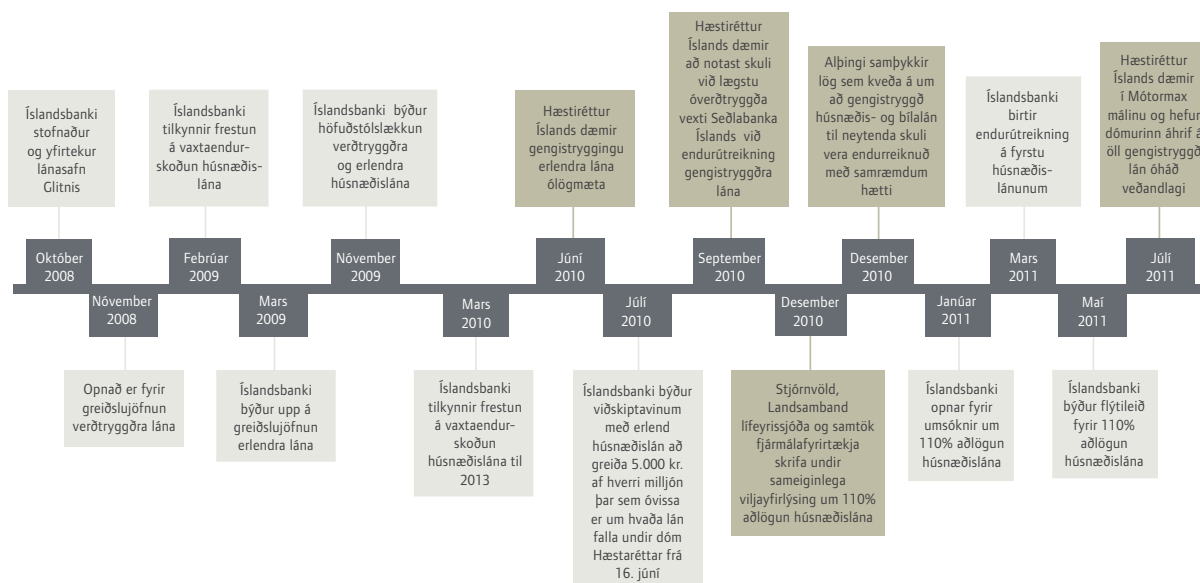 Íslandsbanki
stofnaður
og yfirtekur
lánasafn
Glitnis
Október
2008
Nóvember
2008
Opnað er fyrir
greiðslujöfnun
verðtryggðra lána
Íslandsbanki
tilkynnir frestun
á vaxtaendur-
skoðun húsnæðis-
lána
Febrúar
2009
Mars
2009
Íslandsbanki
býður upp á
greiðslujöfnun
erlendra lána
Íslandsbanki býður
höfuðstólslækkun
verðtryggðra
og erlendra
húsnæðislána
Nóvember
2009
Mars
2010
Íslandsbanki
tilkynnir frestun
á vaxtaendur-
skoðun
húsnæðislána til
2013
Hæstiréttur
Íslands dæmir
gengistryggingu
erlendra lána
ólögmæta
Júní
2010
Júlí
2010
Íslandsbanki býður
viðskiptavinum
með erlend
húsnæðislán að
greiða 5.000 kr.
af hverri milljón
þar sem óvissa
er um hvaða lán
falla undir dóm
Hæstaréttar frá
16. júní
Hæstiréttur
Íslands dæmir
að notast skuli
við lægstu
óverðtryggða
vexti Seðlabanka
Íslands við
endurútreikning
gengistryggðra
lána
September
2010
Desember
2010
Stjórnvöld,
Landsamband
lífeyrissjóða og samtök
fjármálafyrirtækja
skrifa undir
sameiginlega
viljayfirlýsing um 110%
aðlögun húsnæðislána
Alþingi samþykkir
lög sem kveða á um
að gengistryggð
húsnæðis- og bílalán
til neytenda skuli
vera endurreiknuð
með samræmdum
hætti
Desember
2010
Janúar
2011
Íslandsbanki
opnar fyrir
umsóknir um
110% aðlögun
húsnæðislána
Íslandsbanki
birtir
endurútreikning
á fyrstu
húsnæðis-
lánunum
Mars
2011
Maí
2011
Íslandsbanki
býður flýtileið
fyrir 110%
aðlögun
húsnæðislána
Hæstiréttur
Íslands dæmir
í Mótormax
málinu og hefur
dómurinn áhrif á
öll gengistryggð
lán óháð
veðandlagi
Júlí
2011